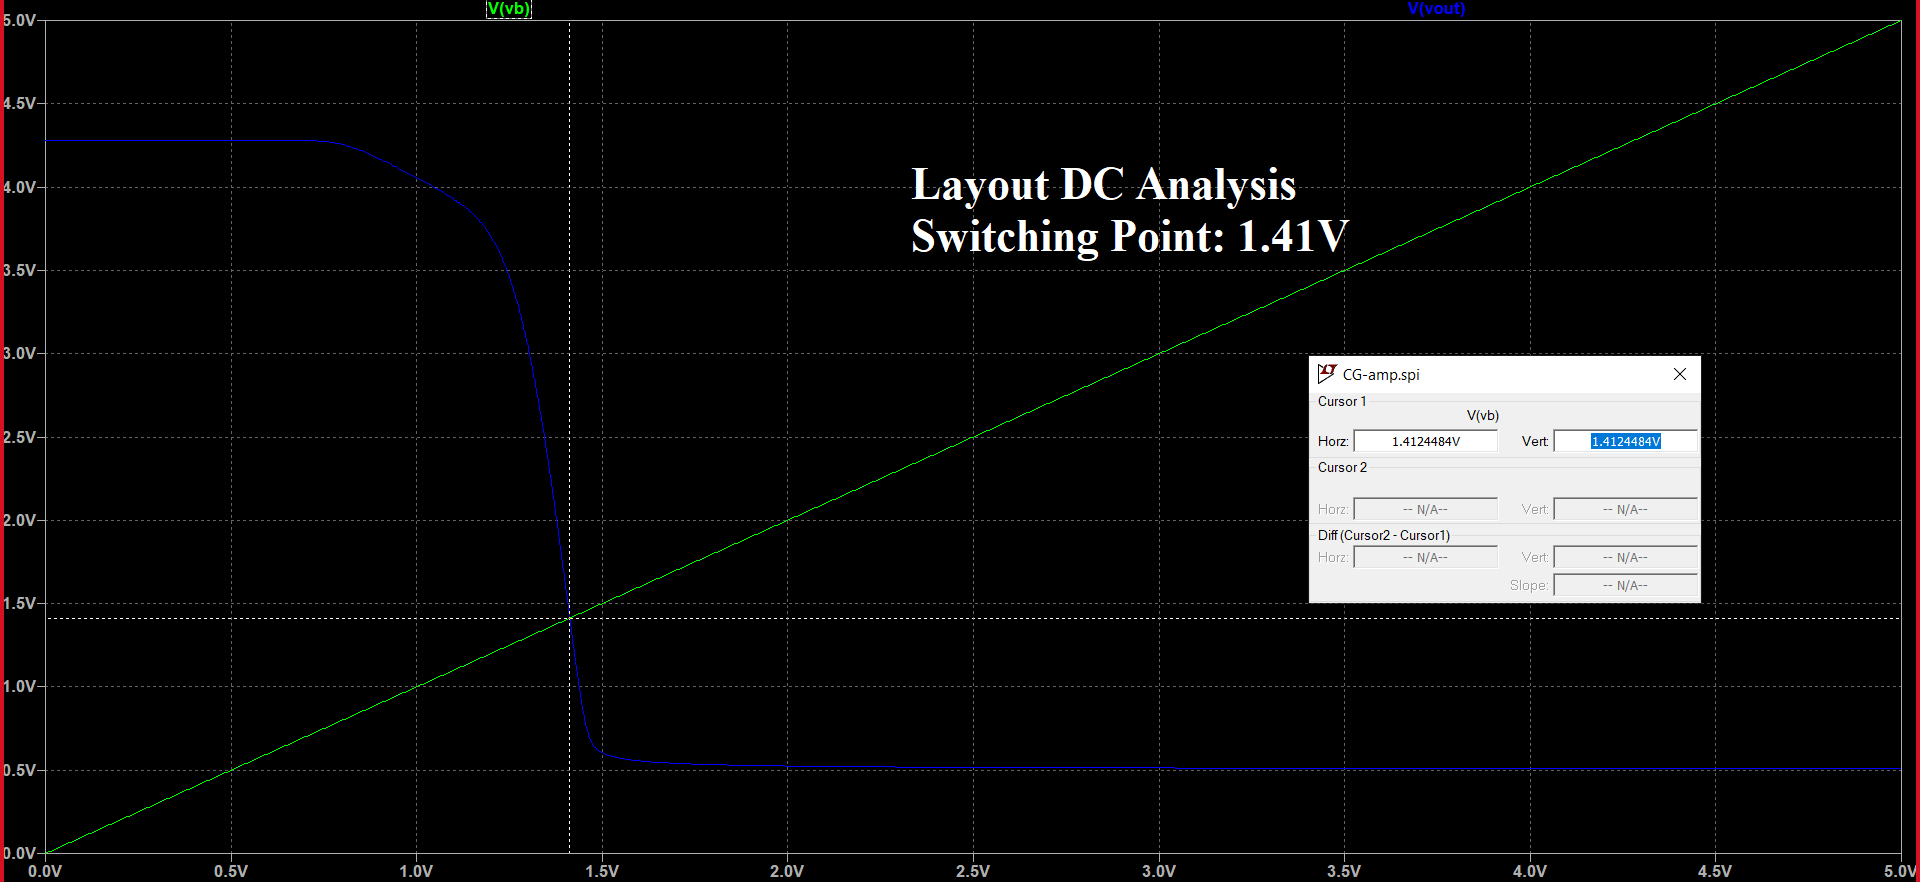 V(vb) V(vout)
5.0V
4.5V
4.0V
3.5V
3.0V
2.5V
2.0V
1.5V
1.0V
0.5V
0.0V
Layout DC Analysis
Switching Point: 1.41V
CG-amp.spi
Cursor 1
V(vb)
Horz: 1.4124484V Vert: 1.4124484V
Cursor 2
Horz: -- N/A-- Vert: -- N/A--
Diff (Cursor2 - Cursor1)
Horz: -- N/A-- Vert: -- N/A--
Slope: -- N/A--
0.0V 0.5V 1.0V 1.5V 2.0V 2.5V 3.0V 3.5V 4.0V 4.5V 5.0V